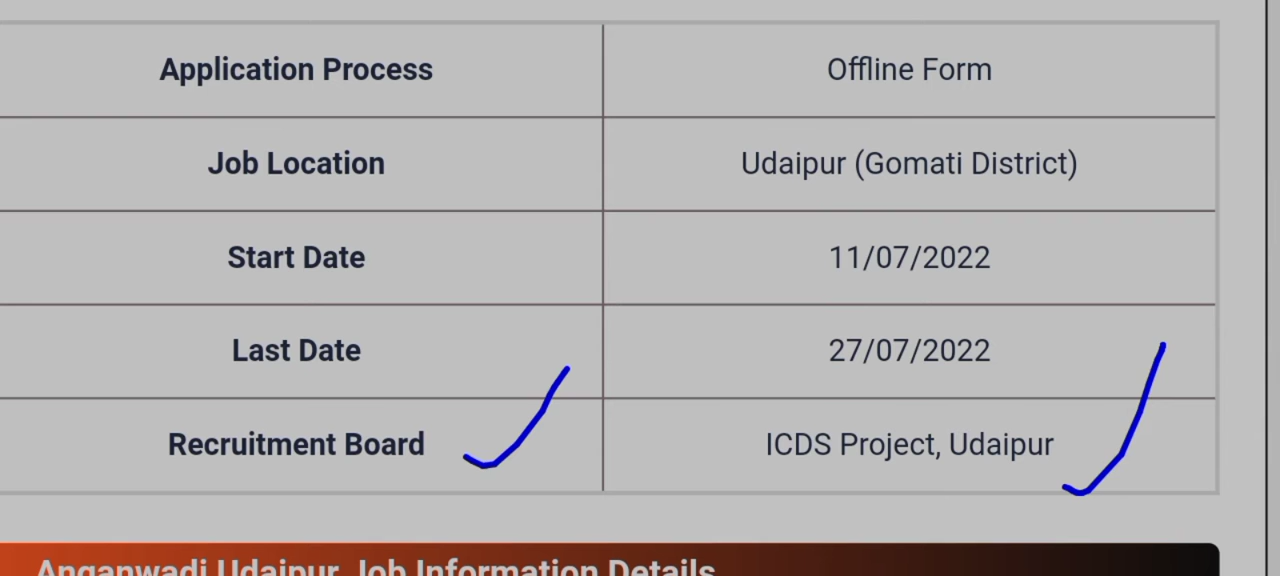 Application Process Offline Form
Job Location Udaipur (Gomati District)
Start Date 11/07/2022
Last Date 27/07/2022
Recruitment Board ICDS Project, Udaipur
Anganwadi Udaipur Job Information Details